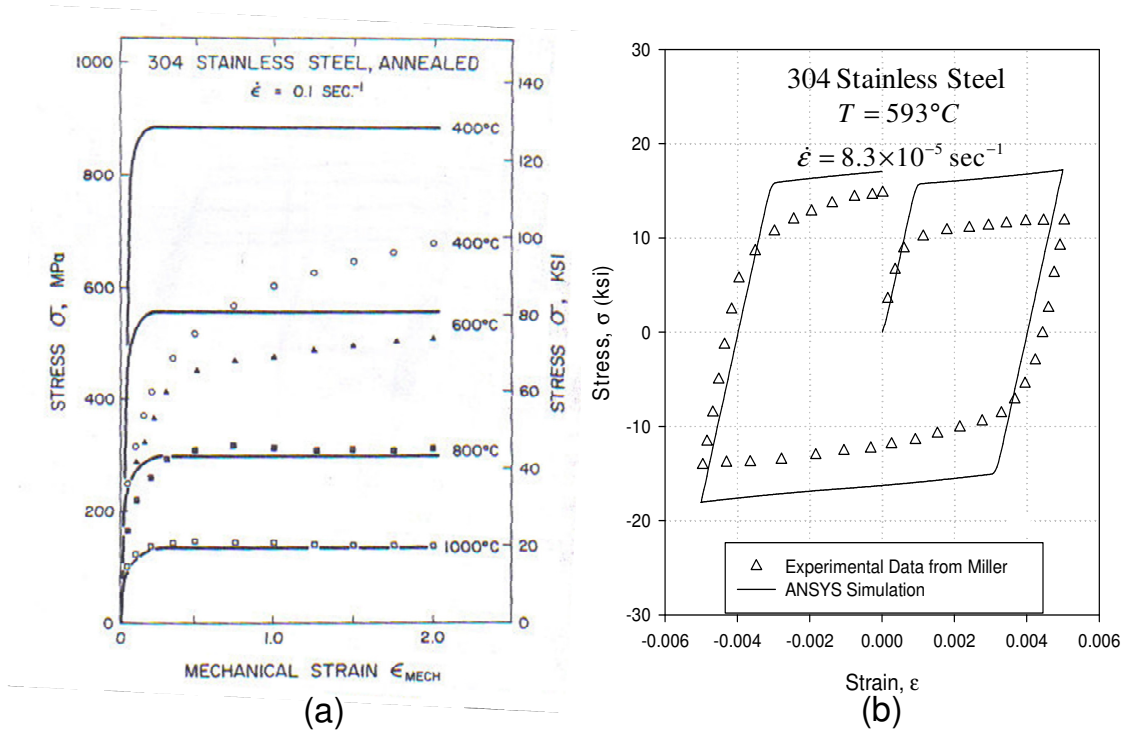 304 STAINLESS STEEL, ANNEALED
ε̇ = 0.1 SEC.⁻¹
1000
800
600
400
200
0
STRESS σ, MPa
140
120
100
80
60
40
20
0
STRESS σ, KSI
400°C
400°C
600°C
800°C
1000°C
0
1.0
2.0
MECHANICAL STRAIN ϵMECH
(a)
304 Stainless Steel
T = 593°C
ε̇ = 8.3×10⁻⁵ sec⁻¹
30
20
10
0
-10
-20
-30
Stress, σ (ksi)
Experimental Data from Miller
ANSYS Simulation
-0.006
-0.004
-0.002
0.000
0.002
0.004
0.006
Strain, ε
(b)